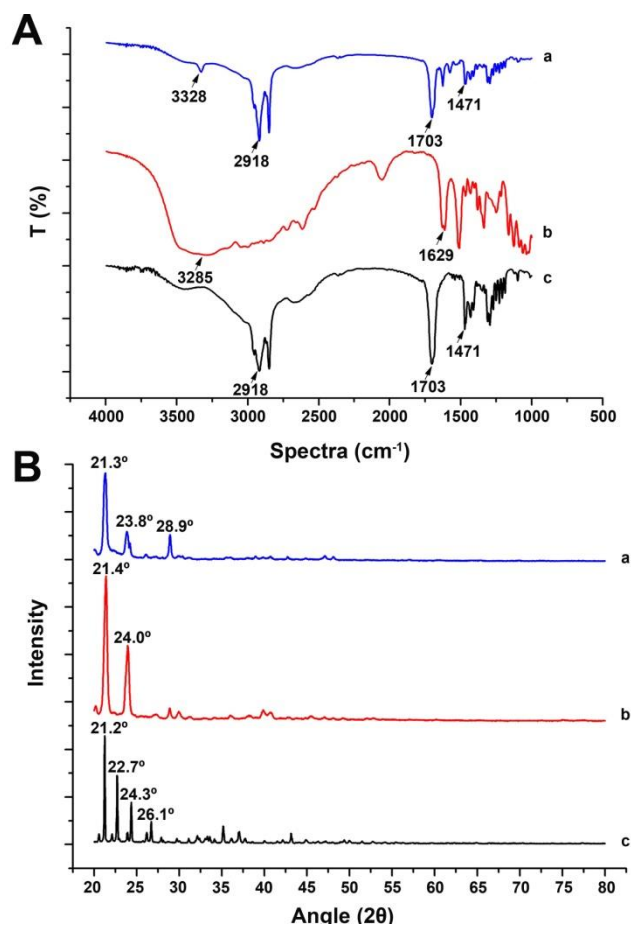 A
a
3328
1471
2918
1703
T (%)
b
1629
3285
c
1471
2918
1703
4000 3500 3000 2500 2000 1500 1000 500
Spectra (cm⁻¹)
B
21.3º
23.8º 28.9º
a
21.4º
24.0º
Intensity
b
21.2º
22.7º
24.3º
26.1º
c
20 25 30 35 40 45 50 55 60 65 70 75 80
Angle (2θ)